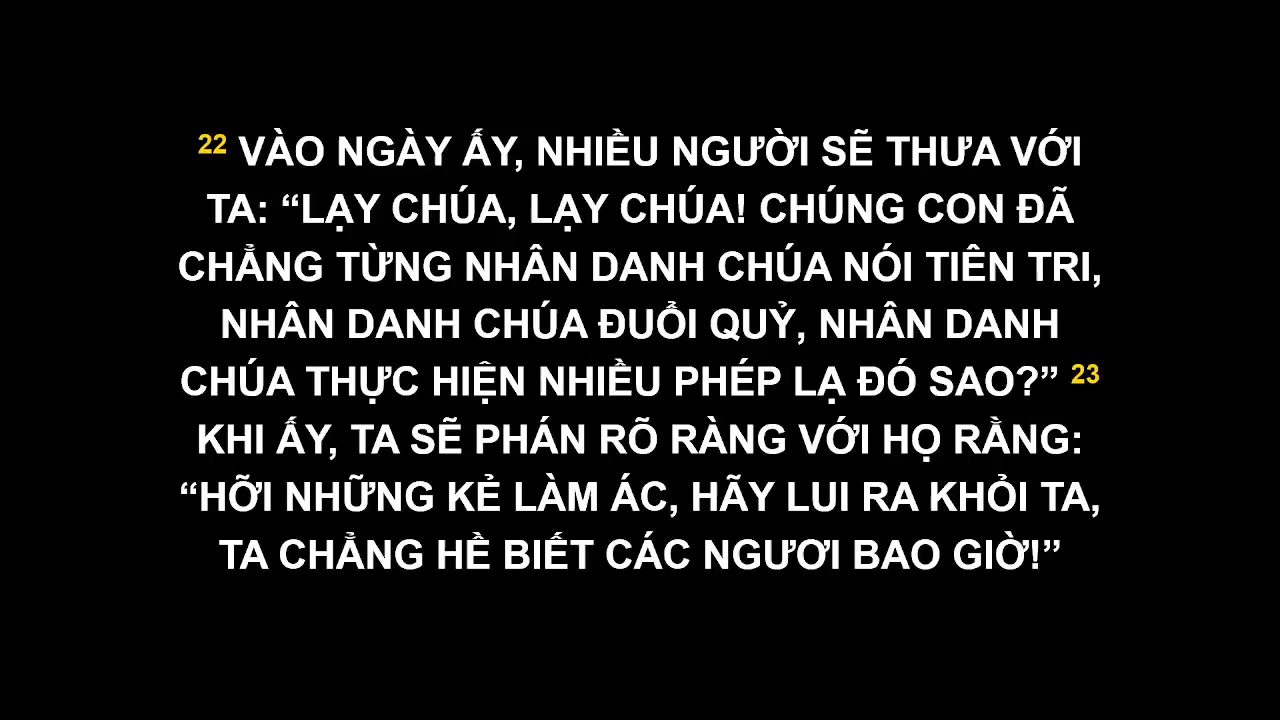 22 VÀO NGÀY ẤY, NHIỀU NGƯỜI SẼ THƯA VỚI
TA: “LẠY CHÚA, LẠY CHÚA! CHÚNG CON ĐÃ
CHẲNG TỪNG NHÂN DANH CHÚA NÓI TIÊN TRI,
NHÂN DANH CHÚA ĐUỔI QUỶ, NHÂN DANH
CHÚA THỰC HIỆN NHIỀU PHÉP LẠ ĐÓ SAO?” 23
KHI ẤY, TA SẼ PHÁN RÕ RÀNG VỚI HỌ RẰNG:
“HỠI NHỮNG KẺ LÀM ÁC, HÃY LUI RA KHỎI TA,
TA CHẲNG HỀ BIẾT CÁC NGƯƠI BAO GIỜ!”